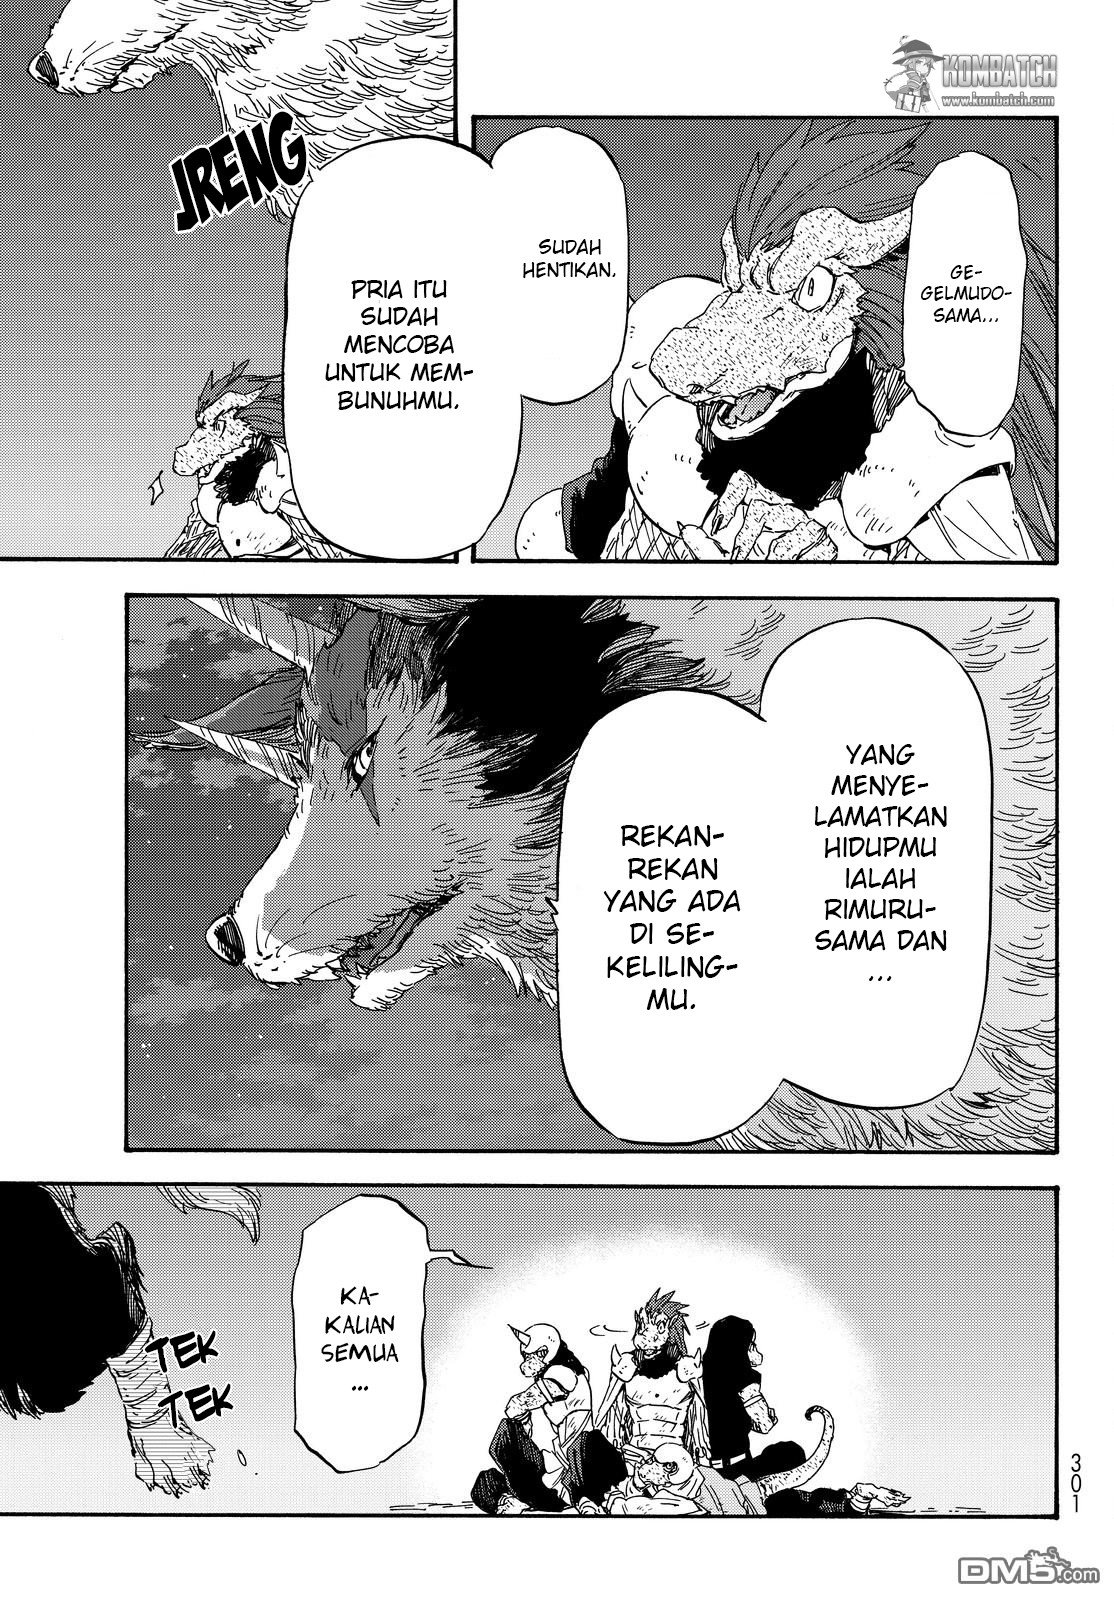 KOMBATCH
www.kombatch.com
GE-
GELMUDO-
SAMA...
SUDAH
HENTIKAN.
PRIA ITU
SUDAH
MENCOBA
UNTUK MEM-
BUNUHMU.
JRENG
YANG
MENYE-
LAMATKAN
HIDUPMU
IALAH
RIMURU-
SAMA DAN
...
REKAN-
REKAN
YANG ADA
DI SE-
KELILING-
MU.
KA-
KALIAN
SEMUA
...
TEK
TEK
301
DM5.com